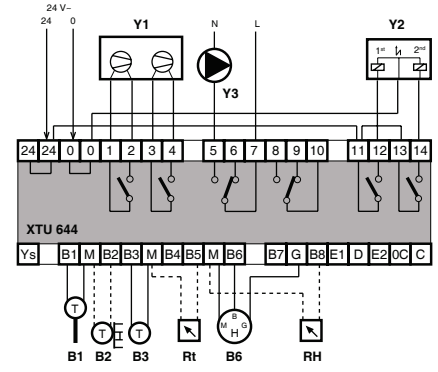 24 V~
24 0
Y1
N L
Y2
1st 2nd
Y3
24 24 0 0 1 2 3 4 5 6 7 8 9 10 11 12 13 14
XTU 644
Ys B1 M B2 B3 M B4 B5 M B6 B7 G B8 E1 D E2 0C C
T T T M B G H
B1 B2 B3 Rt B6 RH